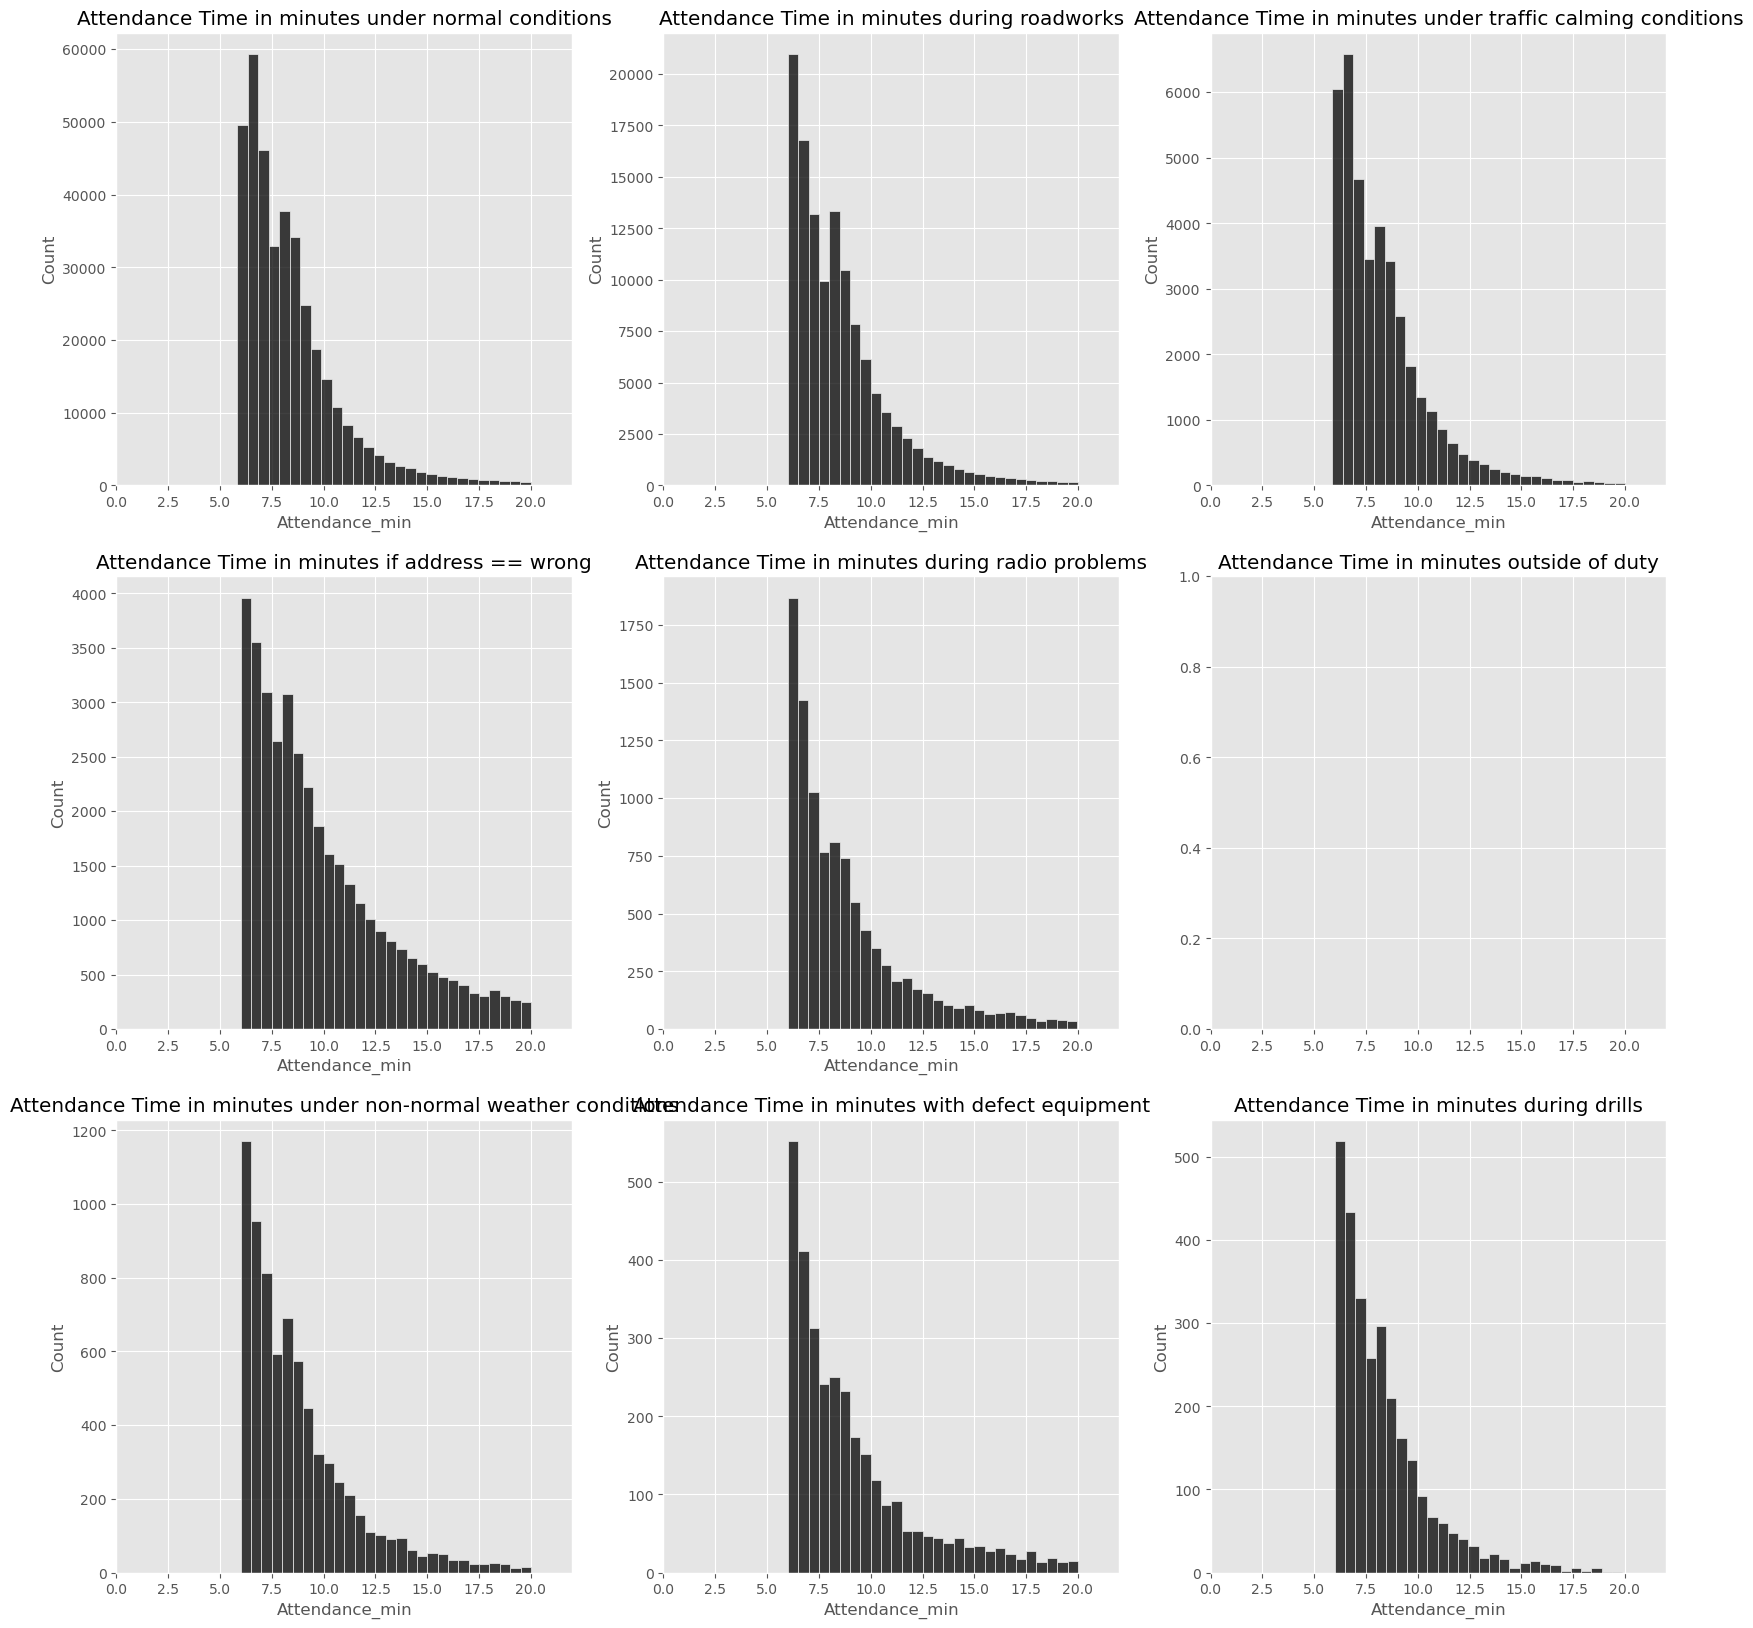 Attendance Time in minutes under normal conditions
60000
50000
40000
30000
20000
10000
0
Count
0.0 2.5 5.0 7.5 10.0 12.5 15.0 17.5 20.0
Attendance_min
Attendance Time in minutes during roadworks
20000
17500
15000
12500
10000
7500
5000
2500
0
Count
0.0 2.5 5.0 7.5 10.0 12.5 15.0 17.5 20.0
Attendance_min
Attendance Time in minutes under traffic calming conditions
6000
5000
4000
3000
2000
1000
0
Count
0.0 2.5 5.0 7.5 10.0 12.5 15.0 17.5 20.0
Attendance_min
Attendance Time in minutes if address == wrong
4000
3500
3000
2500
2000
1500
1000
500
0
Count
0.0 2.5 5.0 7.5 10.0 12.5 15.0 17.5 20.0
Attendance_min
Attendance Time in minutes during radio problems
1750
1500
1250
1000
750
500
250
0
Count
0.0 2.5 5.0 7.5 10.0 12.5 15.0 17.5 20.0
Attendance_min
Attendance Time in minutes outside of duty
1.0
0.8
0.6
0.4
0.2
0.0
0.0 2.5 5.0 7.5 10.0 12.5 15.0 17.5 20.0
Attendance Time in minutes under non-normal weather conditions
1200
1000
800
600
400
200
0
Count
0.0 2.5 5.0 7.5 10.0 12.5 15.0 17.5 20.0
Attendance_min
Attendance Time in minutes with defect equipment
500
400
300
200
100
0
Count
0.0 2.5 5.0 7.5 10.0 12.5 15.0 17.5 20.0
Attendance_min
Attendance Time in minutes during drills
500
400
300
200
100
0
Count
0.0 2.5 5.0 7.5 10.0 12.5 15.0 17.5 20.0
Attendance_min